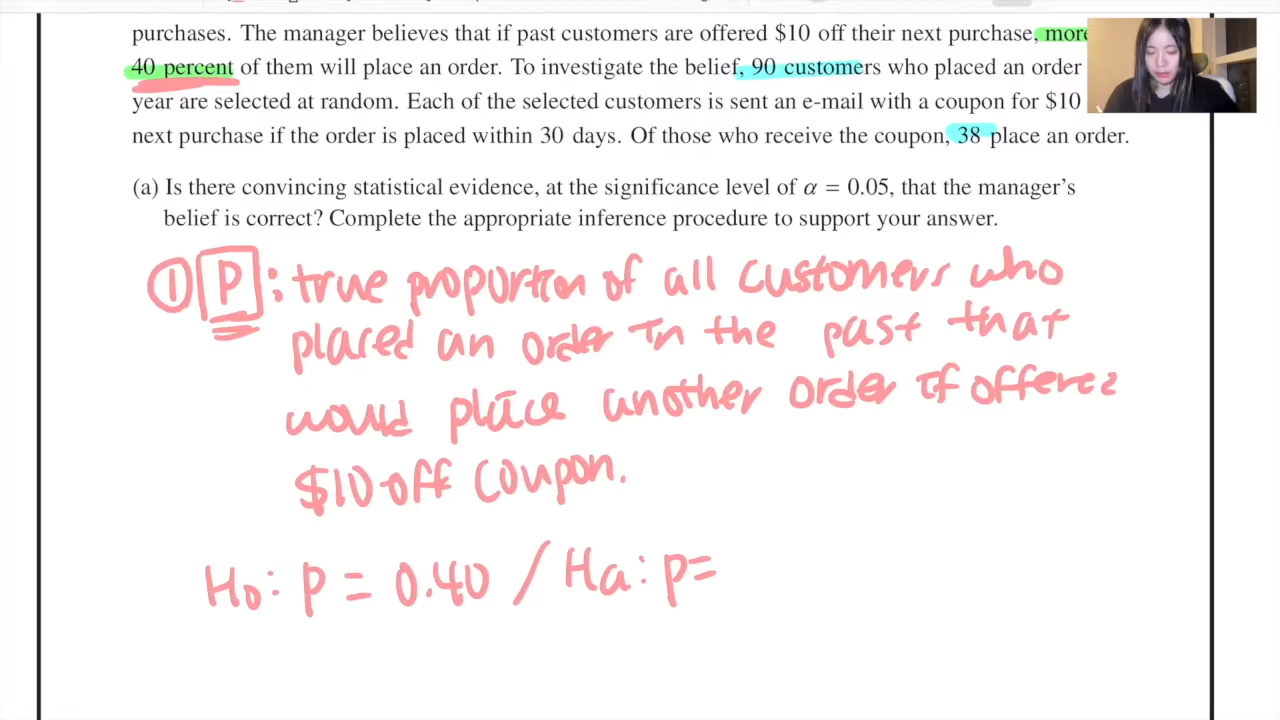 purchases. The manager believes that if past customers are offered $10 off their next purchase, more
40 percent of them will place an order. To investigate the belief, 90 customers who placed an order
year are selected at random. Each of the selected customers is sent an e-mail with a coupon for $10
next purchase if the order is placed within 30 days. Of those who receive the coupon, 38 place an order.
(a) Is there convincing statistical evidence, at the significance level of α = 0.05, that the manager's
belief is correct? Complete the appropriate inference procedure to support your answer.
① P : true proportion of all customers who
placed an order in the past that
would place another order if offered
$10 off coupon.
H₀: p = 0.40 / Ha: p=